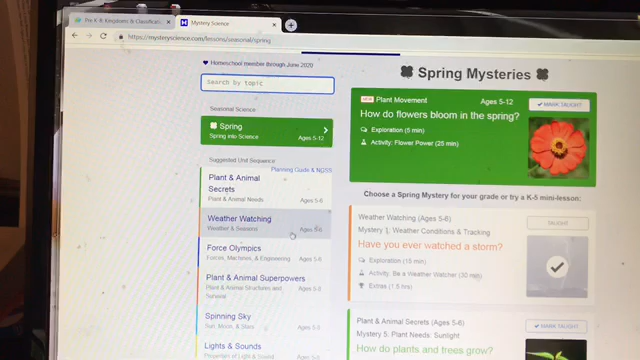 Pre K-6: Kingdoms & Classificati
Mystery Science
https://mysteryscience.com/lessons/seasonal/spring
Homeschool member through June 2020
Search by topic
Seasonal Science
Spring
Spring into Science
Ages 5-12
Suggested Unit Sequence
Planning Guide & NGSS
Plant & Animal
Secrets
Plant & Animal Needs
Ages 5-6
Weather Watching
Weather & Seasons
Ages 5-6
Force Olympics
Forces, Machines, & Engineering
Ages 5-6
Plant & Animal Superpowers
Plant & Animal Structures and
Survival
Spinning Sky
Sun, Moon, & Stars
Lights & Sounds
Properties of Light & Sound
Spring Mysteries
NEW Plant Movement
Ages 5-12
MARK TAUGHT
How do flowers bloom in the spring?
Exploration (5 min)
Activity: Flower Power (25 min)
Choose a Spring Mystery for your grade or try a K-5 mini-lesson:
Weather Watching (Ages 5-6)
TAUGHT
Mystery 1: Weather Conditions & Tracking
Have you ever watched a storm?
Exploration (15 min)
Activity: Be a Weather Watcher (30 min)
Extras (1.5 hrs)
Plant & Animal Secrets (Ages 5-6)
MARK TAUGHT
Mystery 5: Plant Needs: Sunlight
How do plants and trees grow?